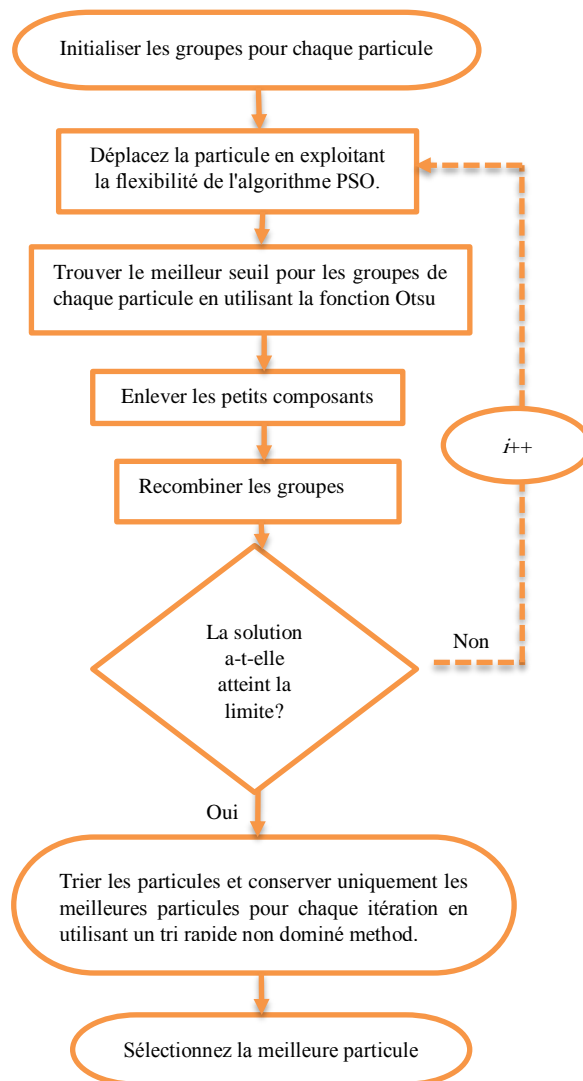 Initialiser les groupes pour chaque particule
Déplacez la particule en exploitant
la flexibilité de l'algorithme PSO.
Trouver le meilleur seuil pour les groupes de
chaque particule en utilisant la fonction Otsu
Enlever les petits composants
i++
Recombiner les groupes
La solution
a-t-elle
atteint la
limite?
Non
Oui
Trier les particules et conserver uniquement les
meilleures particules pour chaque itération en
utilisant un tri rapide non dominé method.
Sélectionnez la meilleure particule